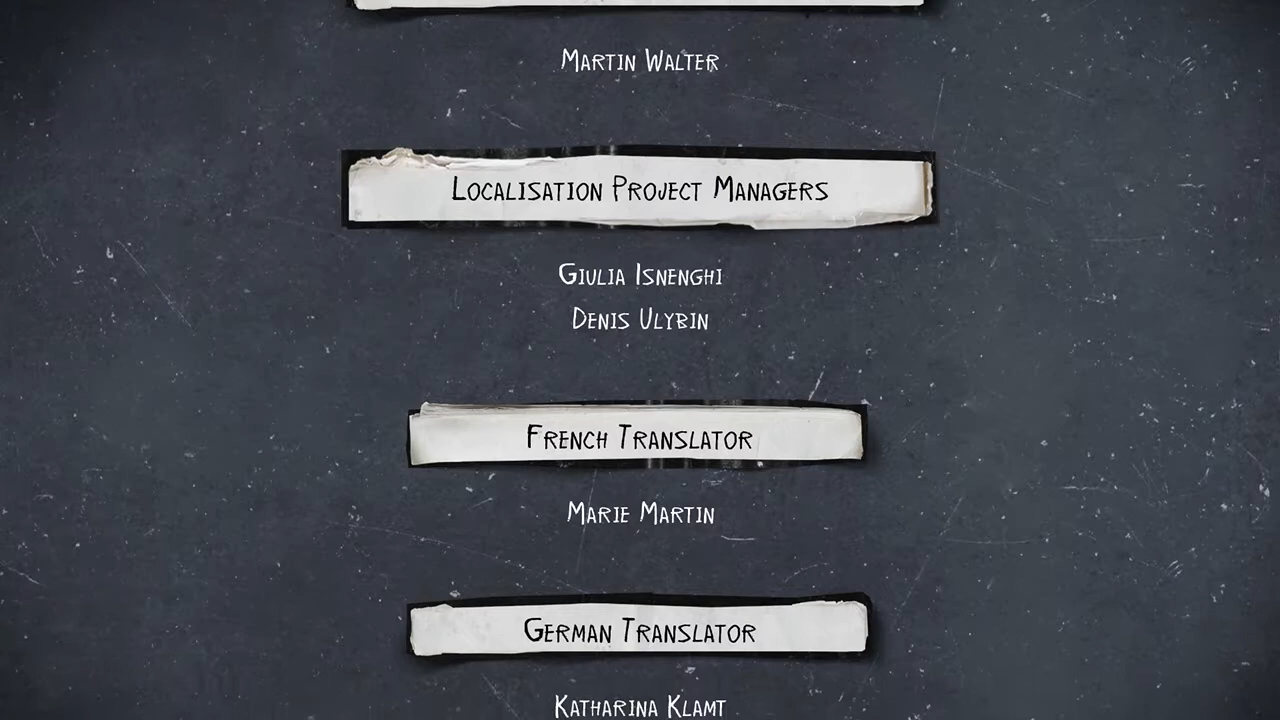 Martin Walter
Localisation Project Managers
Giulia Isnenghi
Denis Ulybin
French Translator
Marie Martin
German Translator
Katharina Klamt